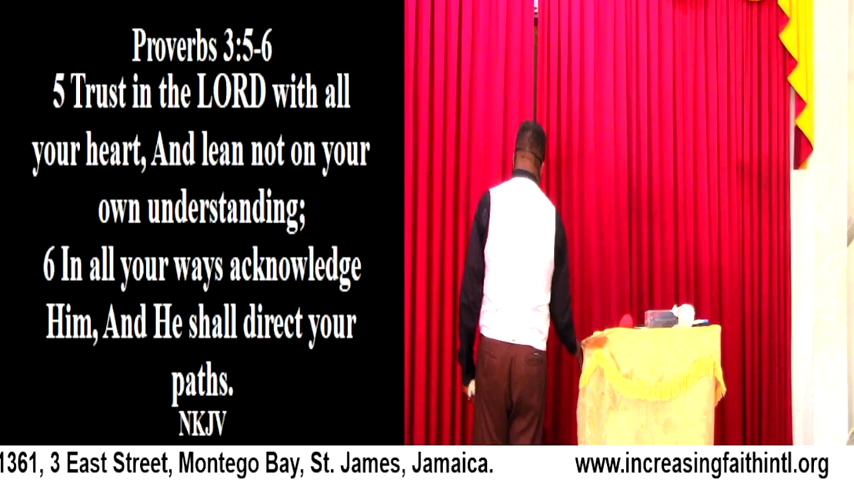 Proverbs 3:5-6
5 Trust in the LORD with all
your heart, And lean not on your
own understanding;
6 In all your ways acknowledge
Him, And He shall direct your
paths.
NKJV
1361, 3 East Street, Montego Bay, St. James, Jamaica.
www.increasingfaithintl.org